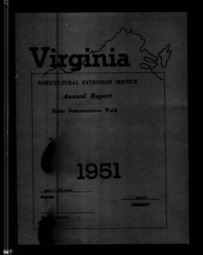 Virginia
AGRICULTURAL EXTENSION SERVICE
Annual Report
Home Demonstration Work
1951